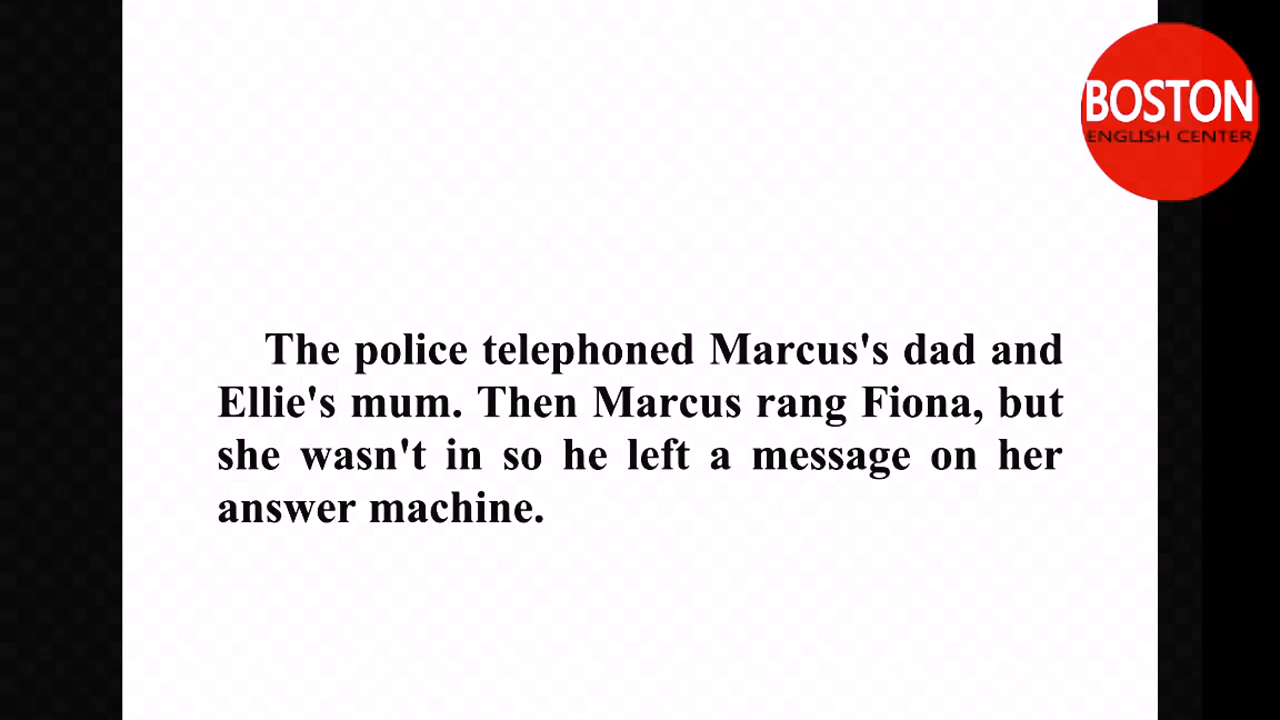 BOSTON
ENGLISH CENTER
The police telephoned Marcus's dad and
Ellie's mum. Then Marcus rang Fiona, but
she wasn't in so he left a message on her
answer machine.